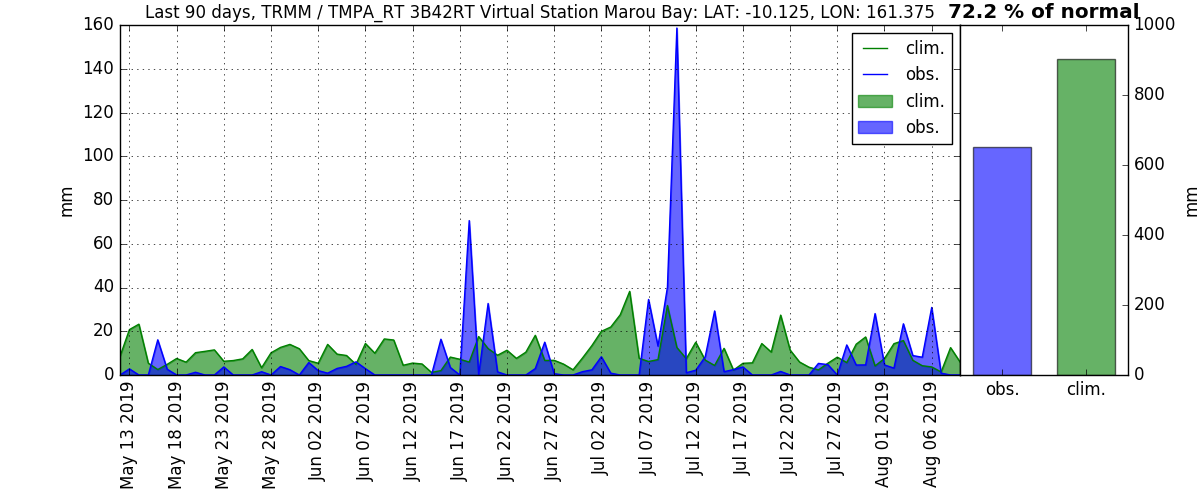 Last 90 days, TRMM / TMPA_RT 3B42RT Virtual Station Marou Bay: LAT: -10.125, LON: 161.375
72.2 % of normal
160
140
120
100
80
60
40
20
0
mm
clim.
obs.
clim.
obs.
May 13 2019
May 18 2019
May 23 2019
May 28 2019
Jun 02 2019
Jun 07 2019
Jun 12 2019
Jun 17 2019
Jun 22 2019
Jun 27 2019
Jul 02 2019
Jul 07 2019
Jul 12 2019
Jul 17 2019
Jul 22 2019
Jul 27 2019
Aug 01 2019
Aug 06 2019
obs.
clim.
1000
800
600
400
200
0
mm